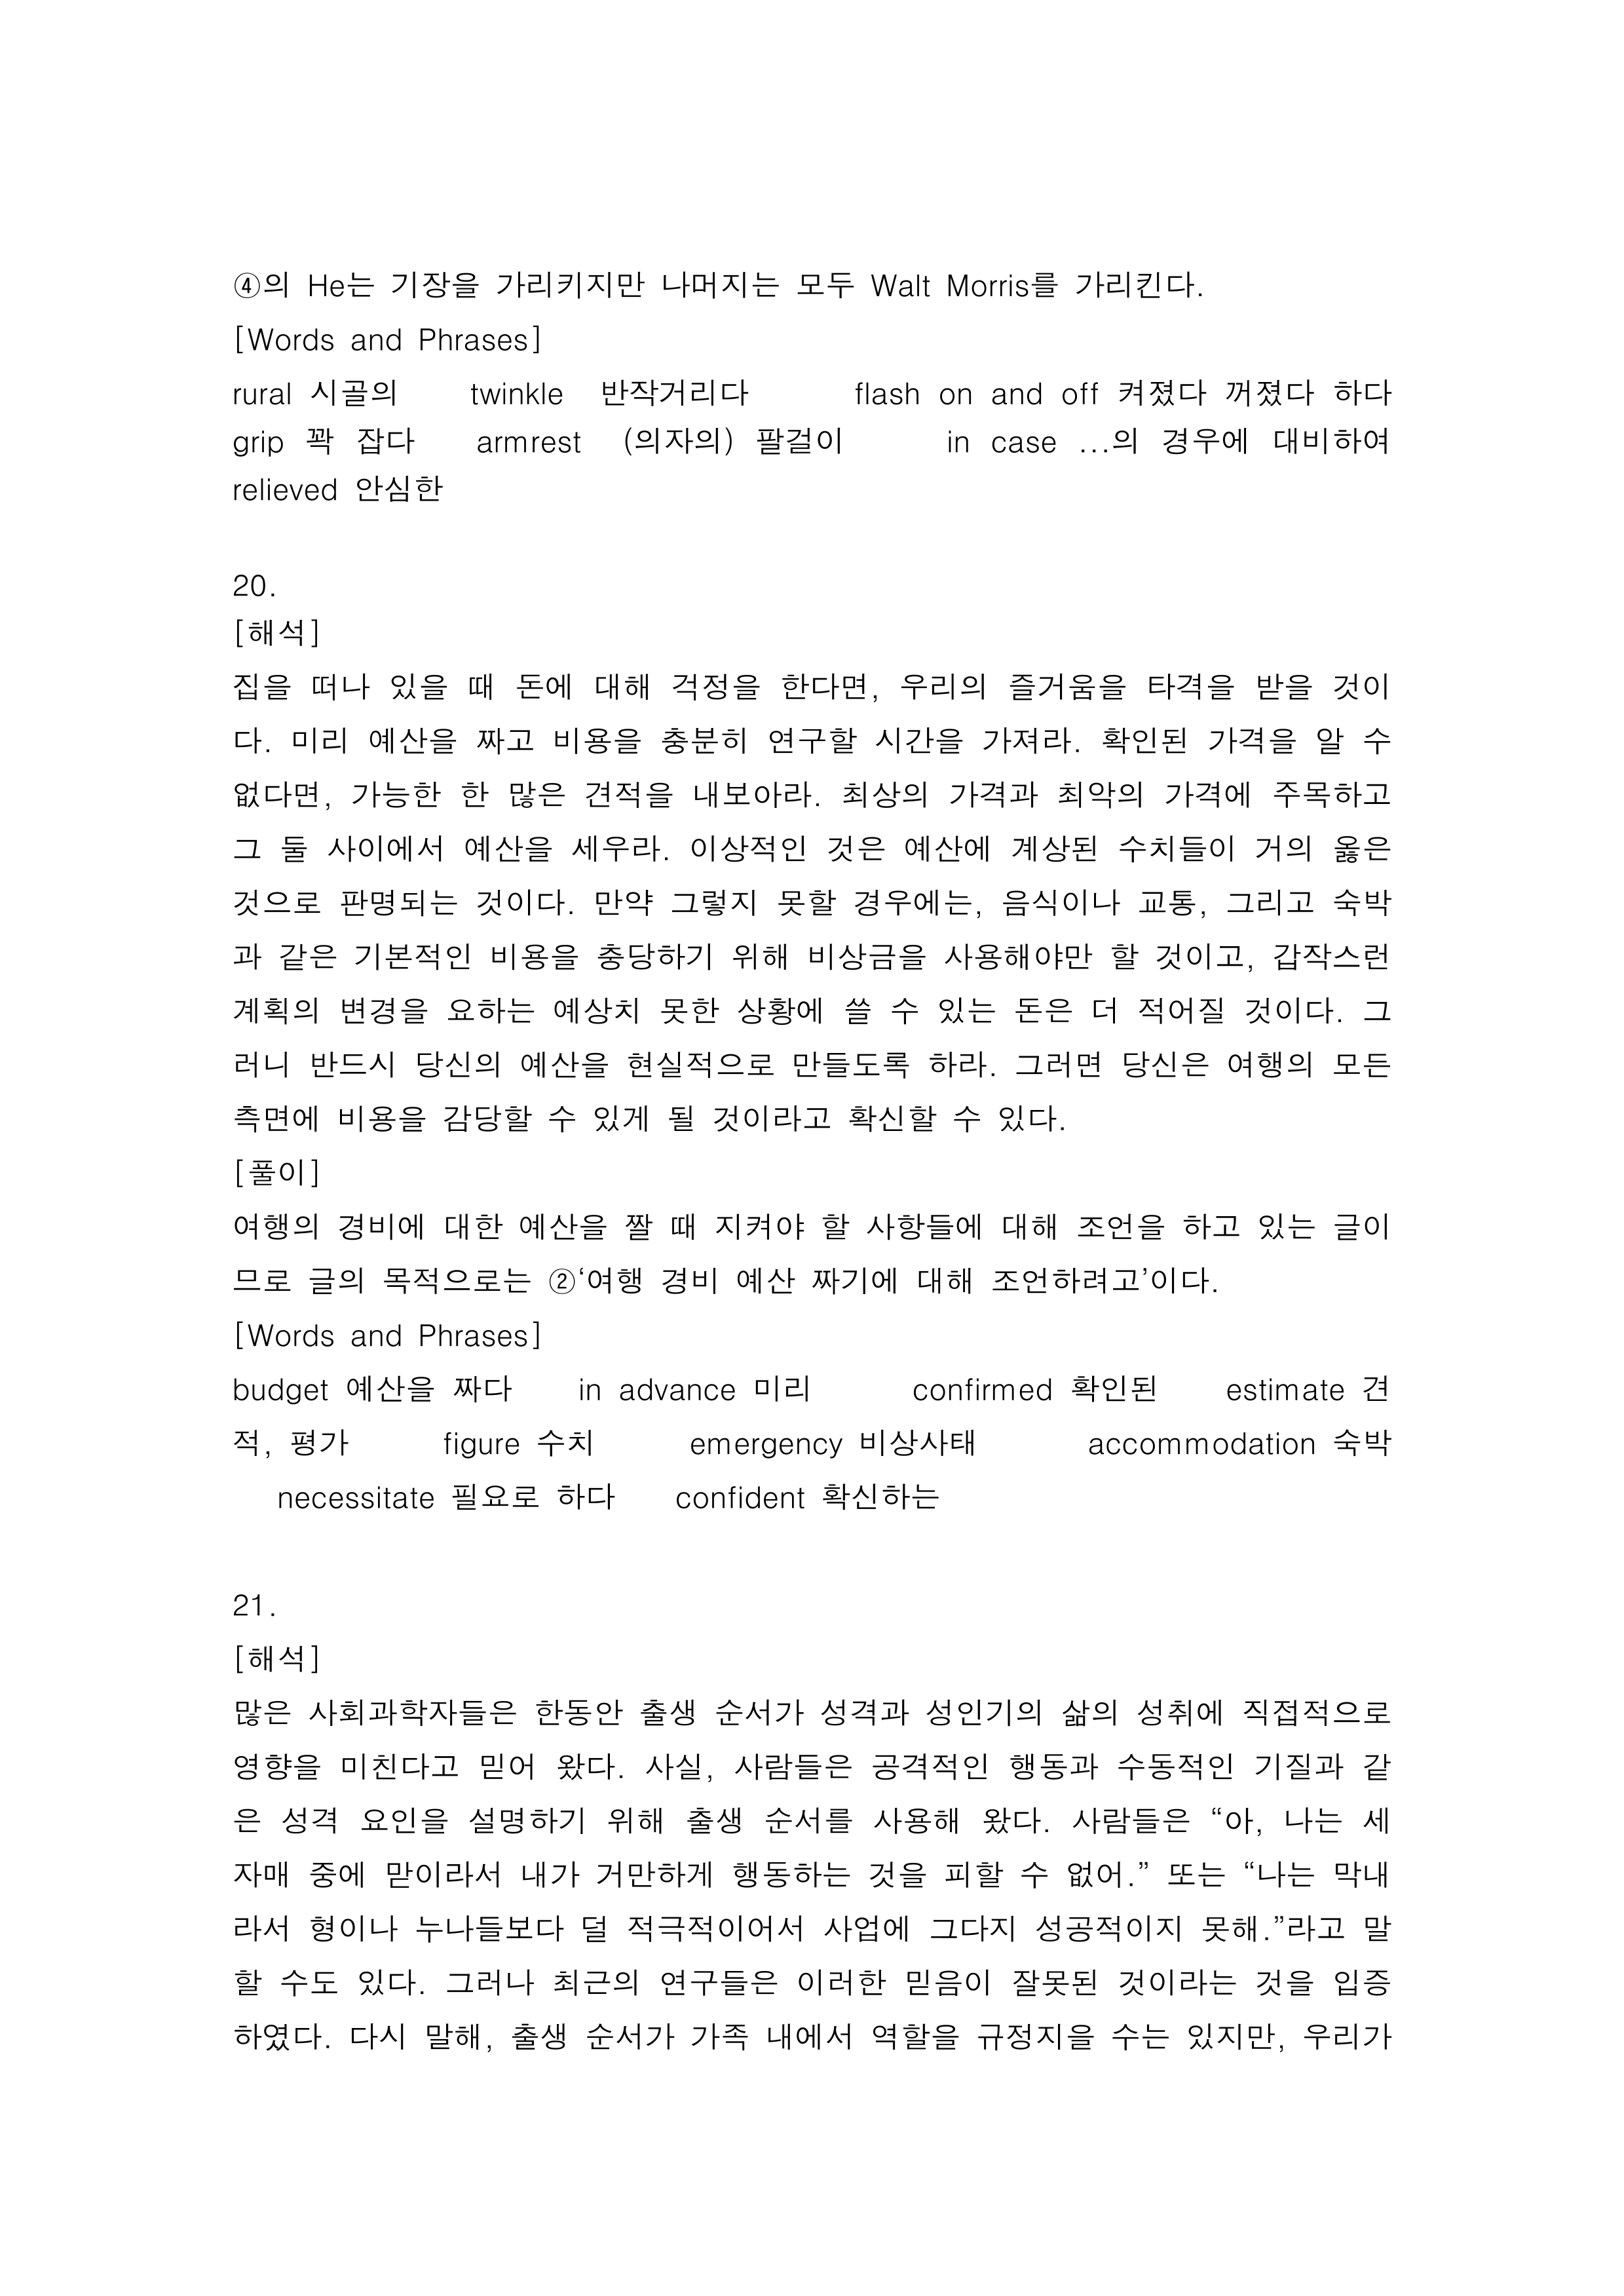 ④의 He는 기장을 가리키지만 나머지는 모두 Walt Morris를 가리킨다.
[Words and Phrases]
rural 시골의 twinkle 반작거리다 flash on and off 켜졌다 꺼졌다 하다
grip 꽉 잡다 armrest (의자의) 팔걸이 in case …의 경우에 대비하여
relieved 안심한
20.
[해석]
집을 떠나 있을 때 돈에 대해 걱정을 한다면, 우리의 즐거움을 타격을 받을 것이
다. 미리 예산을 짜고 비용을 충분히 연구할 시간을 가져라. 확인된 가격을 알 수
없다면, 가능한 한 많은 견적을 내보아라. 최상의 가격과 최악의 가격에 주목하고
그 둘 사이에서 예산을 세우라. 이상적인 것은 예산에 계상된 수치들이 거의 옳은
것으로 판명되는 것이다. 만약 그렇지 못할 경우에는, 음식이나 교통, 그리고 숙박
과 같은 기본적인 비용을 충당하기 위해 비상금을 사용해야만 할 것이고, 갑작스런
계획의 변경을 요하는 예상치 못한 상황에 쓸 수 있는 돈은 더 적어질 것이다. 그
러니 반드시 당신의 예산을 현실적으로 만들도록 하라. 그러면 당신은 여행의 모든
측면에 비용을 감당할 수 있게 될 것이라고 확신할 수 있다.
[풀이]
여행의 경비에 대한 예산을 짤 때 지켜야 할 사항들에 대해 조언을 하고 있는 글이
므로 글의 목적으로는 ②‘여행 경비 예산 짜기에 대해 조언하려고’이다.
[Words and Phrases]
budget 예산을 짜다 in advance 미리 confirmed 확인된 estimate 견
적, 평가 figure 수치 emergency 비상사태 accommodation 숙박
necessitate 필요로 하다 confident 확신하는
21.
[해석]
많은 사회과학자들은 한동안 출생 순서가 성격과 성인기의 삶의 성취에 직접적으로
영향을 미친다고 믿어 왔다. 사실, 사람들은 공격적인 행동과 수동적인 기질과 같
은 성격 요인을 설명하기 위해 출생 순서를 사용해 왔다. 사람들은 “아, 나는 세
자매 중에 맏이라서 내가 거만하게 행동하는 것을 피할 수 없어.” 또는 “나는 막내
라서 형이나 누나들보다 덜 적극적이어서 사업에 그다지 성공적이지 못해.”라고 말
할 수도 있다. 그러나 최근의 연구들은 이러한 믿음이 잘못된 것이라는 것을 입증
하였다. 다시 말해, 출생 순서가 가족 내에서 역할을 규정지을 수는 있지만, 우리가